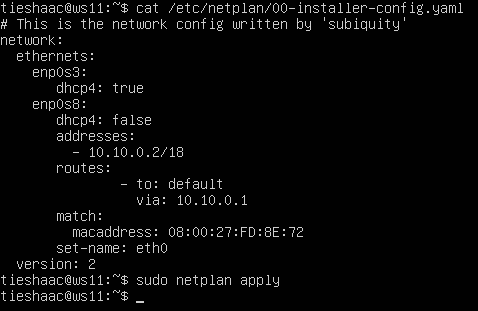 tieshaac@ws11:~$ cat /etc/netplan/00-installer-config.yaml
# This is the network config written by 'subiquity'
network:
  ethernets:
    enp0s3:
       dhcp4: true
    enp0s8:
       dhcp4: false
       addresses:
         - 10.10.0.2/18
       routes:
               - to: default
                 via: 10.10.0.1
       match:
         macaddress: 08:00:27:FD:8E:72
       set-name: eth0
  version: 2
tieshaac@ws11:~$ sudo netplan apply
tieshaac@ws11:~$ _